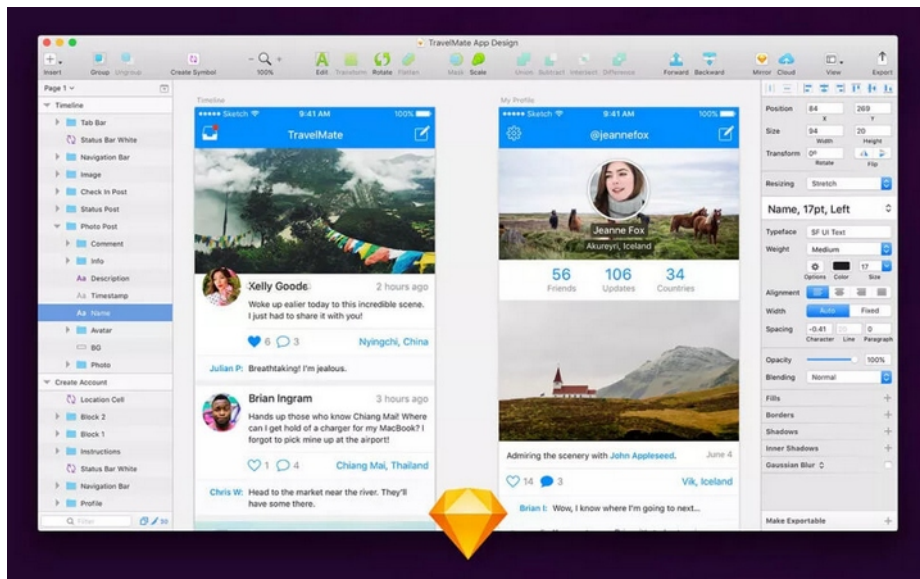 TravelMate App Design
Insert
Group
Ungroup
Create Symbol
100%
Edit
Transform
Rotate
Flatten
Mask
Scale
Union
Subtract
Intersect
Difference
Forward
Backward
Mirror
Cloud
View
Export
Page 1
Timeline
Tab Bar
Status Bar White
Navigation Bar
Image
Check In Post
Status Post
Photo Post
Comment
Info
Aa Description
Aa Timestamp
Aa Name
Avatar
BG
Photo
Create Account
Location Cell
Block 2
Block 1
Instructions
Status Bar White
Navigation Bar
Profile
Filter
30
Timeline
Sketch 9:41 AM 100%
TravelMate
Kelly Goode 2 hours ago
Woke up ealier today to this incredible scene.
I just had to share it with you!
6 3 Nyingchi, China
Julian P: Breathtaking! I'm jealous.
Brian Ingram 3 hours ago
Hands up those who know Chiang Mai! Where
can I get hold of a charger for my MacBook? I
forgot to pick mine up at the airport!
1 4 Chiang Mai, Thailand
Chris W: Head to the market near the river. They'll
have some there.
My Profile
Sketch 9:41 AM 100%
@jeannefox
Jeanne Fox
Akureyri, Iceland
56 106 34
Friends Updates Countries
Admiring the scenery with John Appleseed. June 4
14 3 Vik, Iceland
Brian I: Wow, I know where I'm going to next...
Position 84 269
X Y
Size 94 20
Width Height
Transform 0°
Rotate Flip
Resizing Stretch
Name, 17pt, Left
Typeface SF UI Text
Weight Medium
17
Options Color Size
Alignment
Width Auto Fixed
Spacing -0.41 0
Character Line Paragraph
Opacity 100%
Blending Normal
Fills
Borders
Shadows
Inner Shadows
Gaussian Blur
Make Exportable